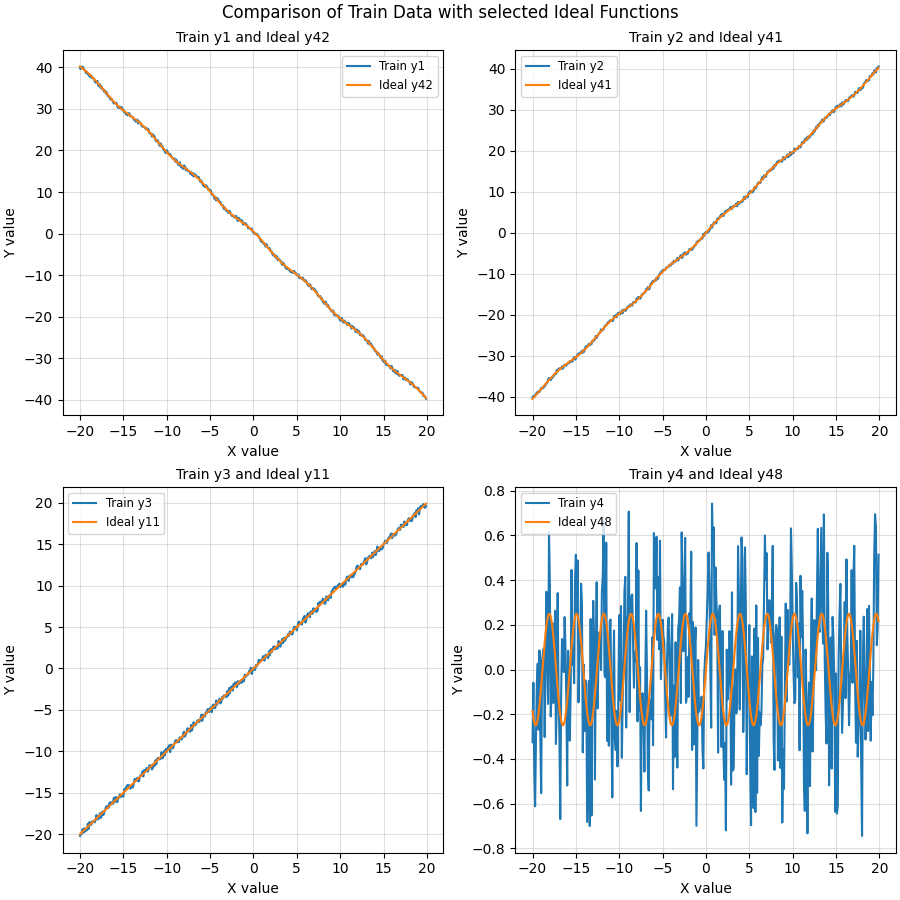 Comparison of Train Data with selected Ideal Functions
Train y1 and Ideal y42
Train y1
Ideal y42
40
30
20
10
0
−10
−20
−30
−40
Y value
−20 −15 −10 −5 0 5 10 15 20
X value
Train y2 and Ideal y41
Train y2
Ideal y41
40
30
20
10
0
−10
−20
−30
−40
Y value
−20 −15 −10 −5 0 5 10 15 20
X value
Train y3 and Ideal y11
Train y3
Ideal y11
20
15
10
5
0
−5
−10
−15
−20
Y value
−20 −15 −10 −5 0 5 10 15 20
X value
Train y4 and Ideal y48
Train y4
Ideal y48
0.8
0.6
0.4
0.2
0.0
−0.2
−0.4
−0.6
−0.8
Y value
−20 −15 −10 −5 0 5 10 15 20
X value